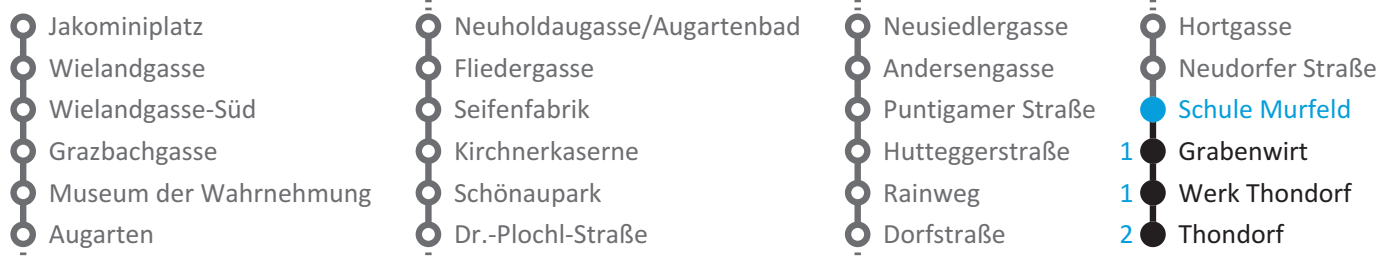 Jakominiplatz
Wielandgasse
Wielandgasse-Süd
Grazbachgasse
Museum der Wahrnehmung
Augarten
Neuholdaugasse/Augartenbad
Fliedergasse
Seifenfabrik
Kirchnerkaserne
Schönaupark
Dr.-Plochl-Straße
Neusiedlergasse
Andersengasse
Puntigamer Straße
Hutteggerstraße
Rainweg
Dorfstraße
Hortgasse
Neudorfer Straße
Schule Murfeld
1 Grabenwirt
1 Werk Thondorf
2 Thondorf